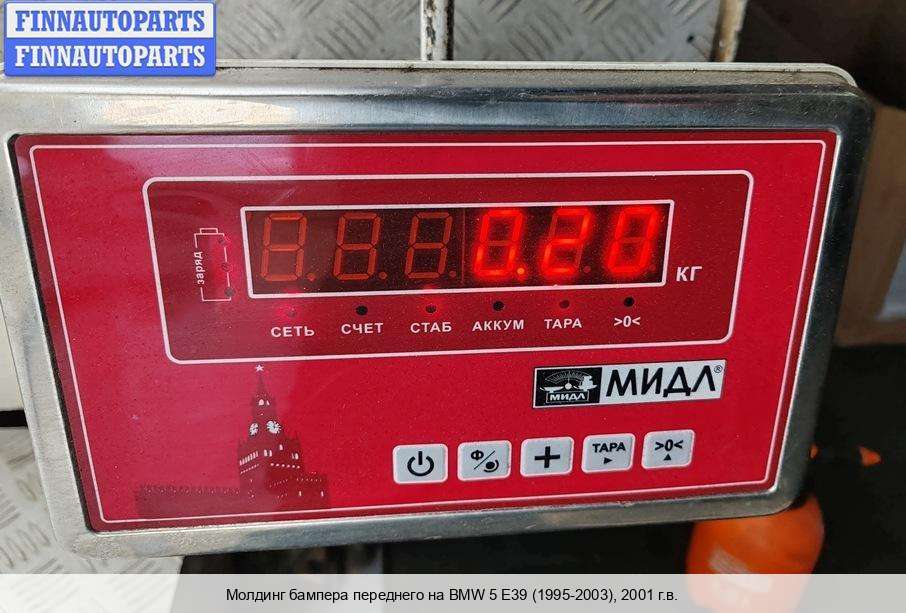 FINNAUTOPARTS
FINNAUTOPARTS
заряд
0.20 КГ
СЕТЬ СЧЕТ СТАБ АККУМ ТАРА >0<
МИДЛ МИДЛ®
Ф/ + ТАРА >0<
Молдинг бампера переднего на BMW 5 E39 (1995-2003), 2001 г.в.